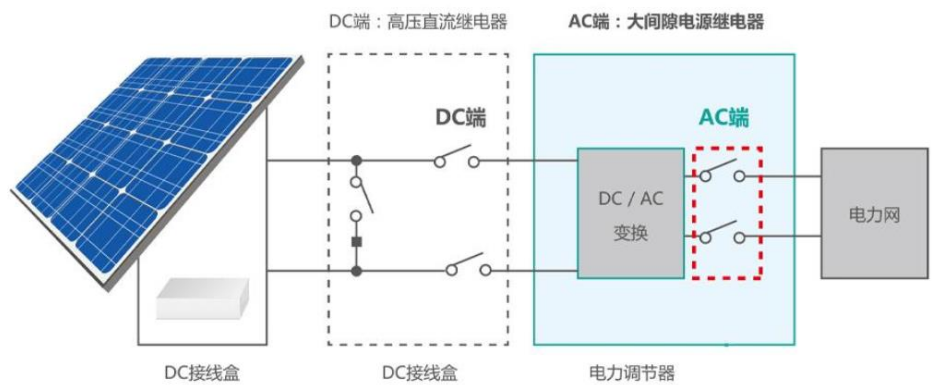 DC端：高压直流继电器
AC端：大间隙电源继电器
DC端
AC端
DC / AC
变换
电力网
DC接线盒
DC接线盒
电力调节器